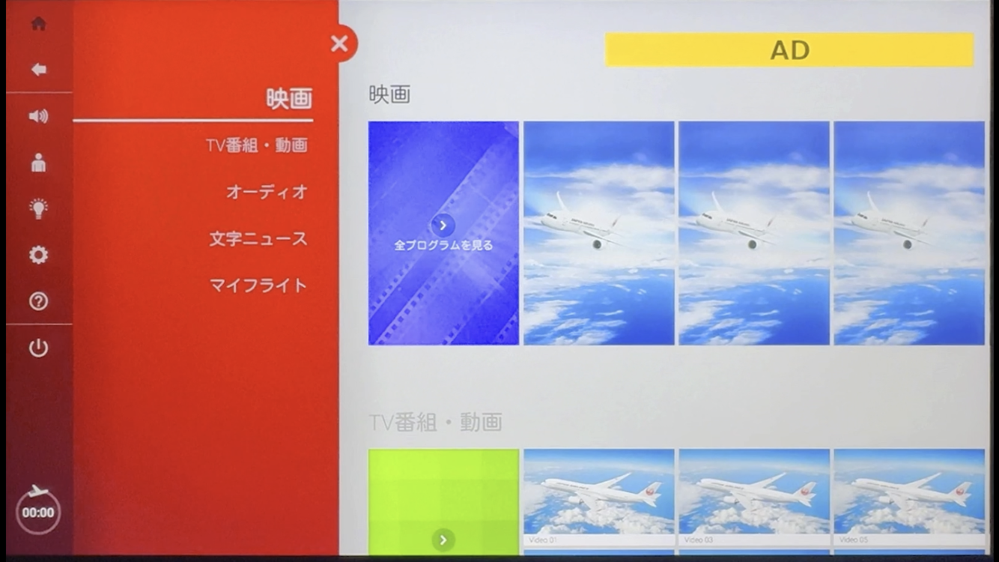 映画
TV番組・動画
オーディオ
文字ニュース
マイフライト
00:00
AD
映画
全プログラムを見る
TV番組・動画
Video 01
Video 03
Video 05